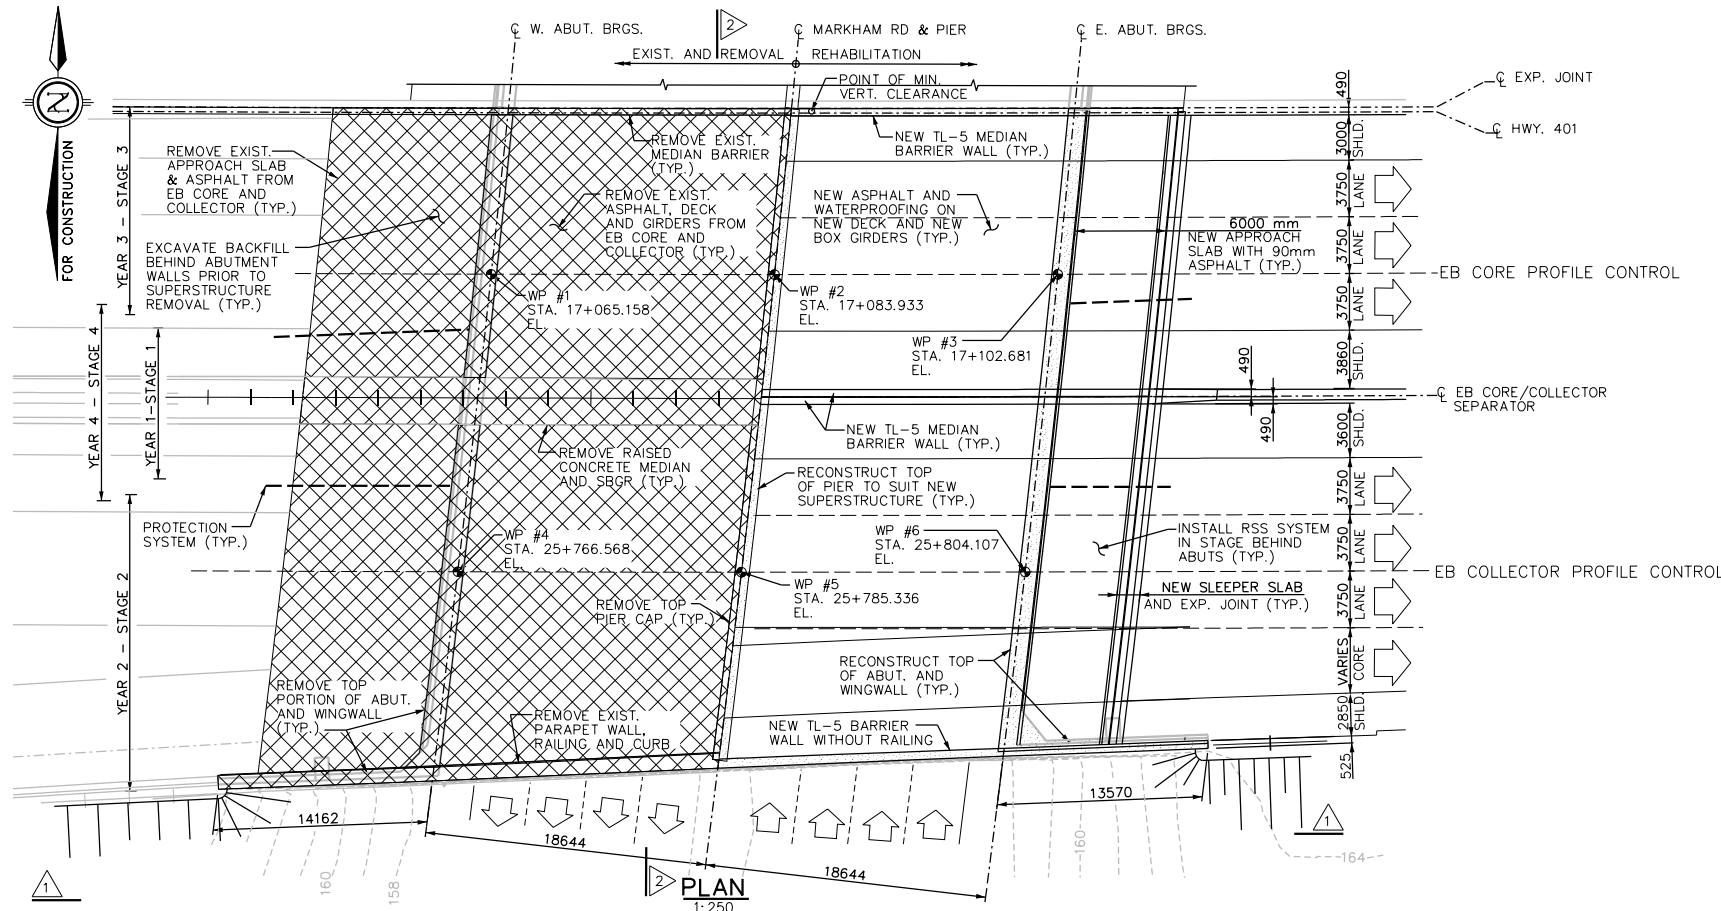 ℄ W. ABUT. BRGS.
2
℄ MARKHAM RD & PIER
℄ E. ABUT. BRGS.
EXIST. AND REMOVAL
REHABILITATION
POINT OF MIN.
VERT. CLEARANCE
℄ EXP. JOINT
℄ HWY. 401
N
FOR CONSTRUCTION
REMOVE EXIST.
APPROACH SLAB
& ASPHALT FROM
EB CORE AND
COLLECTOR (TYP.)
EXCAVATE BACKFILL
BEHIND ABUTMENT
WALLS PRIOR TO
SUPERSTRUCTURE
REMOVAL (TYP.)
REMOVE EXIST.
MEDIAN BARRIER
(TYP.)
REMOVE EXIST.
ASPHALT, DECK
AND GIRDERS FROM
EB CORE AND
COLLECTOR (TYP.)
NEW TL-5 MEDIAN
BARRIER WALL (TYP.)
NEW ASPHALT AND
WATERPROOFING ON
NEW DECK AND NEW
BOX GIRDERS (TYP.)
6000 mm
NEW APPROACH
SLAB WITH 90mm
ASPHALT (TYP.)
EB CORE PROFILE CONTROL
WP #1
STA. 17+065.158
EL.
WP #2
STA. 17+083.933
EL.
WP #3
STA. 17+102.681
EL.
YEAR 3 - STAGE 3
YEAR 4 - STAGE 4
YEAR 1-STAGE 1
YEAR 2 - STAGE 2
490
3000
SHLD.
3750
LANE
3750
LANE
3750
LANE
3860
SHLD.
490
490
℄ EB CORE/COLLECTOR
SEPARATOR
3600
SHLD.
3750
LANE
3750
LANE
3750
LANE
VARIES
CORE
2850
SHLD.
525
NEW TL-5 MEDIAN
BARRIER WALL (TYP.)
REMOVE RAISED
CONCRETE MEDIAN
AND SBGR (TYP.)
RECONSTRUCT TOP
OF PIER TO SUIT NEW
SUPERSTRUCTURE (TYP.)
PROTECTION
SYSTEM (TYP.)
WP #4
STA. 25+766.568
EL.
WP #6
STA. 25+804.107
EL.
INSTALL RSS SYSTEM
IN STAGE BEHIND
ABUTS (TYP.)
EB COLLECTOR PROFILE CONTROL
WP #5
STA. 25+785.336
EL.
NEW SLEEPER SLAB
AND EXP. JOINT (TYP.)
REMOVE TOP
PIER CAP (TYP.)
RECONSTRUCT TOP
OF ABUT. AND
WINGWALL (TYP.)
REMOVE TOP
PORTION OF ABUT.
AND WINGWALL
(TYP.)
REMOVE EXIST.
PARAPET WALL,
RAILING AND CURB
NEW TL-5 BARRIER
WALL WITHOUT RAILING
14162
18644
18644
13570
160
158
160
164
1
1
2
PLAN
1:250